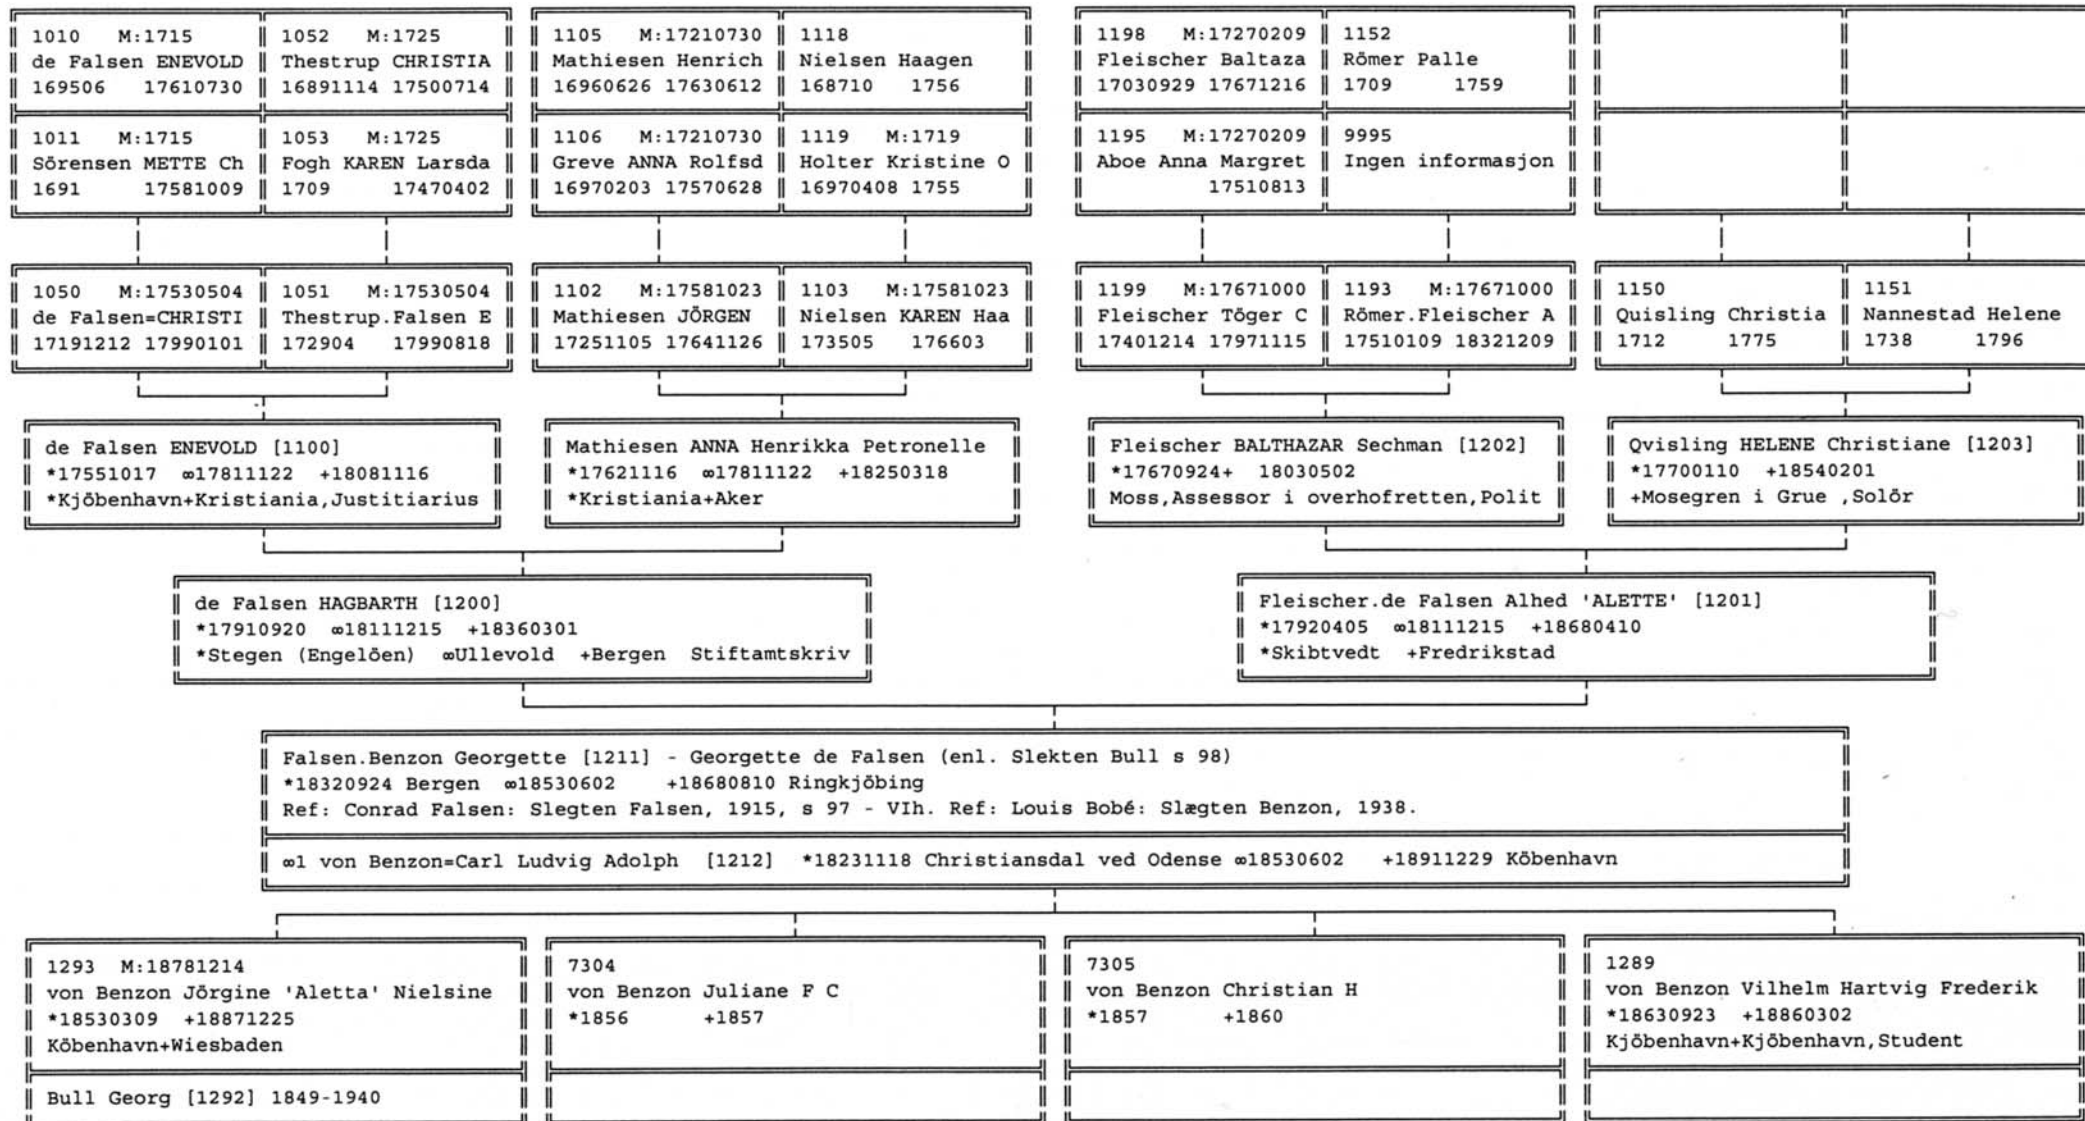 1010 M:1715
de Falsen ENEVOLD
169506 17610730
1052 M:1725
Thestrup CHRISTIA
16891114 17500714
1105 M:17210730
Mathiesen Henrich
16960626 17630612
1118
Nielsen Haagen
168710 1756
1198 M:17270209
Fleischer Baltaza
17030929 17671216
1152
Römer Palle
1709 1759
1011 M:1715
Sörensen METTE Ch
1691 17581009
1053 M:1725
Fogh KAREN Larsda
1709 17470402
1106 M:17210730
Greve ANNA Rolfsd
16970203 17570628
1119 M:1719
Holter Kristine O
16970408 1755
1195 M:17270209
Aboe Anna Margret
17510813
9995
Ingen informasjon
1050 M:17530504
de Falsen=CHRISTI
17191212 17990101
1051 M:17530504
Thestrup.Falsen E
172904 17990818
1102 M:17581023
Mathiesen JÖRGEN
17251105 17641126
1103 M:17581023
Nielsen KAREN Haa
173505 176603
1199 M:17671000
Fleischer Töger C
17401214 17971115
1193 M:17671000
Römer.Fleischer A
17510109 18321209
1150
Quisling Christia
1712 1775
1151
Nannestad Helene
1738 1796
de Falsen ENEVOLD [1100]
*17551017 ∞17811122 +18081116
*Kjöbenhavn+Kristiania,Justitiarius
Mathiesen ANNA Henrikka Petronelle
*17621116 ∞17811122 +18250318
*Kristiania+Aker
Fleischer BALTHAZAR Sechman [1202]
*17670924+ 18030502
Moss,Assessor i overhofretten,Polit
Qvisling HELENE Christiane [1203]
*17700110 +18540201
+Mosegren i Grue ,Solör
de Falsen HAGBARTH [1200]
*17910920 ∞18111215 +18360301
*Stegen (Engelöen) ∞Ullevold +Bergen Stiftamtskriv
Fleischer.de Falsen Alhed 'ALETTE' [1201]
*17920405 ∞18111215 +18680410
*Skibtvedt +Fredrikstad
Falsen.Benzon Georgette [1211] - Georgette de Falsen (enl. Slekten Bull s 98)
*18320924 Bergen ∞18530602 +18680810 Ringkjöbing
Ref: Conrad Falsen: Slegten Falsen, 1915, s 97 - VIh. Ref: Louis Bobé: Slægten Benzon, 1938.
∞1 von Benzon=Carl Ludvig Adolph [1212] *18231118 Christiansdal ved Odense ∞18530602 +18911229 Köbenhavn
1293 M:18781214
von Benzon Jörgine 'Aletta' Nielsine
*18530309 +18871225
Köbenhavn+Wiesbaden
Bull Georg [1292] 1849-1940
7304
von Benzon Juliane F C
*1856 +1857
7305
von Benzon Christian H
*1857 +1860
1289
von Benzon Vilhelm Hartvig Frederik
*18630923 +18860302
Kjöbenhavn+Kjöbenhavn,Student